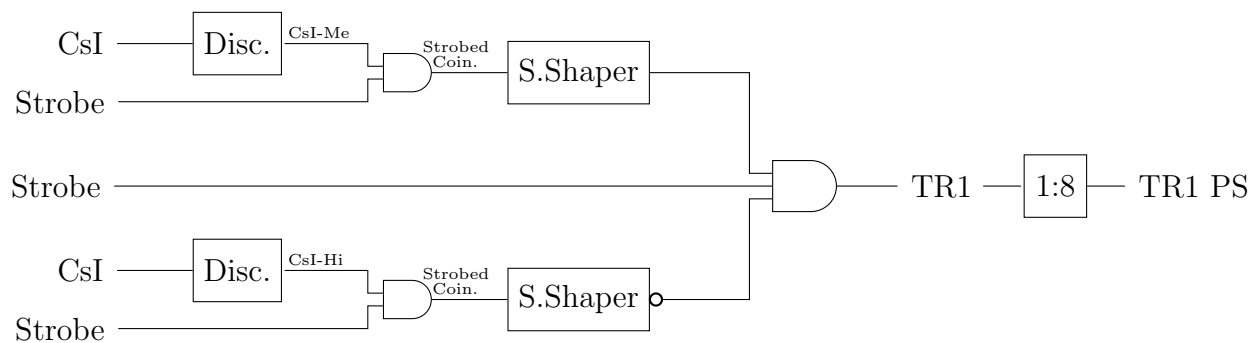 CsI
Disc.
CsI-Me
Strobed
Coin.
S.Shaper
Strobe
Strobe
TR1
1:8
TR1 PS
CsI
Disc.
CsI-Hi
Strobed
Coin.
S.Shaper
Strobe